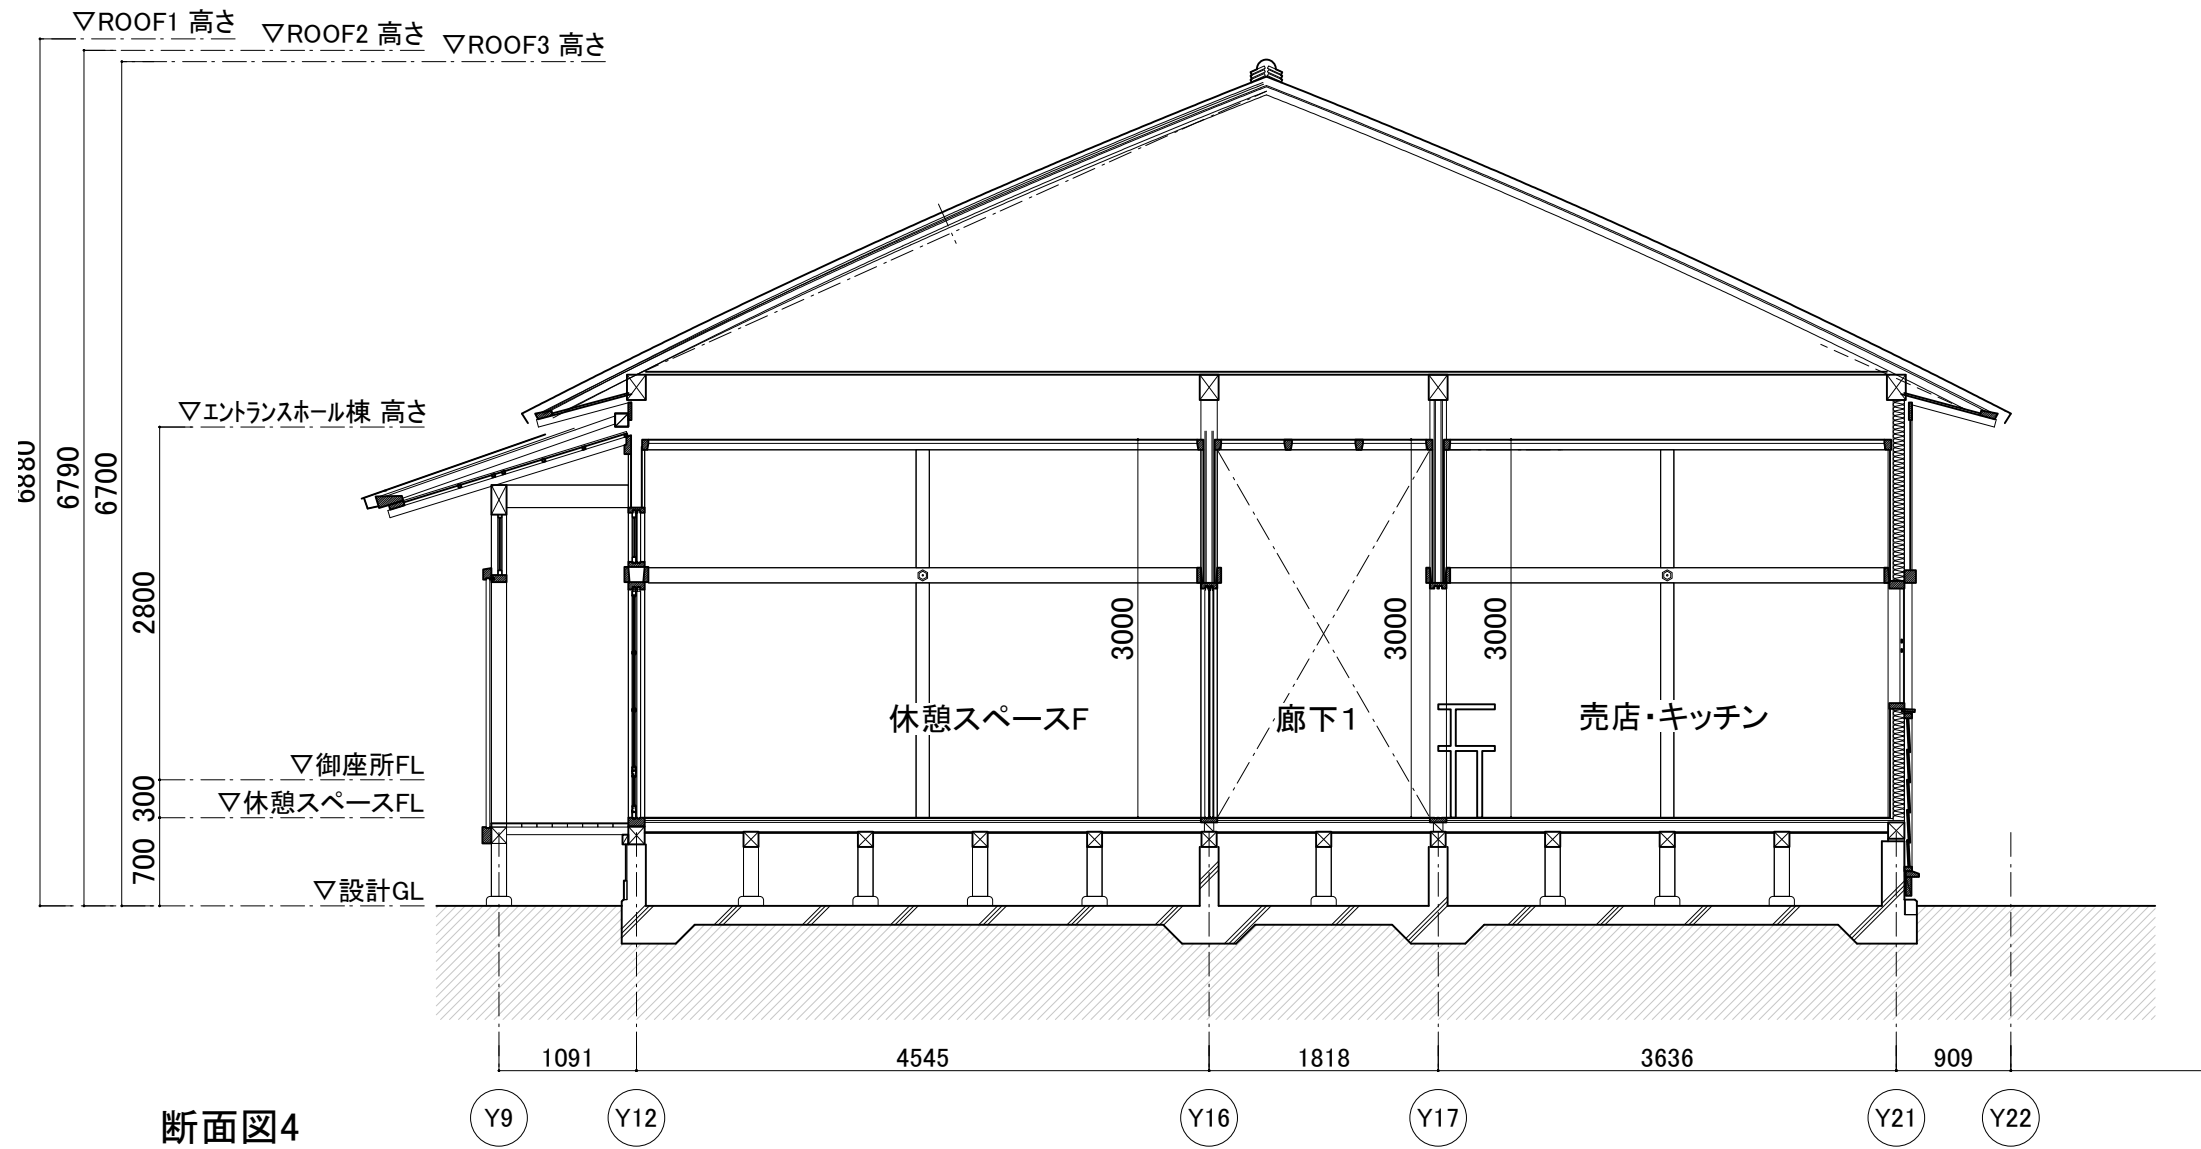 ▽ROOF1 高さ
▽ROOF2 高さ
▽ROOF3 高さ
▽エントランスホール棟 高さ
6880
6790
6700
2800
3000
3000
3000
休憩スペースF
廊下1
売店・キッチン
▽御座所FL
300
▽休憩スペースFL
700
▽設計GL
1091
4545
1818
3636
909
Y9
Y12
Y16
Y17
Y21
Y22
断面図4